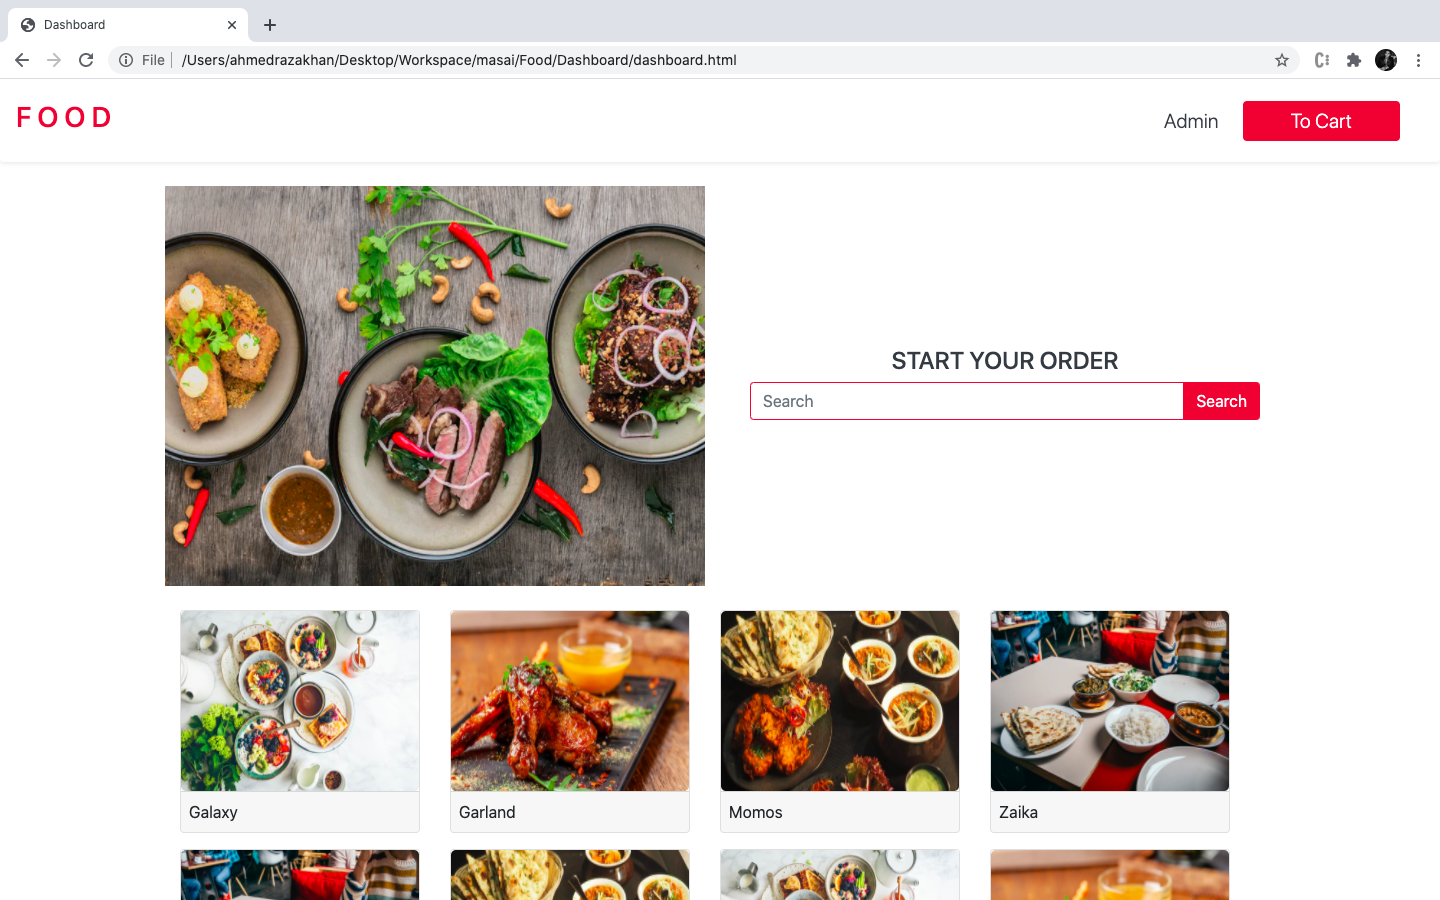 Dashboard
File /Users/ahmedrazakhan/Desktop/Workspace/masai/Food/Dashboard/dashboard.html
FOOD
Admin
To Cart
START YOUR ORDER
Search
Search
Galaxy
Garland
Momos
Zaika